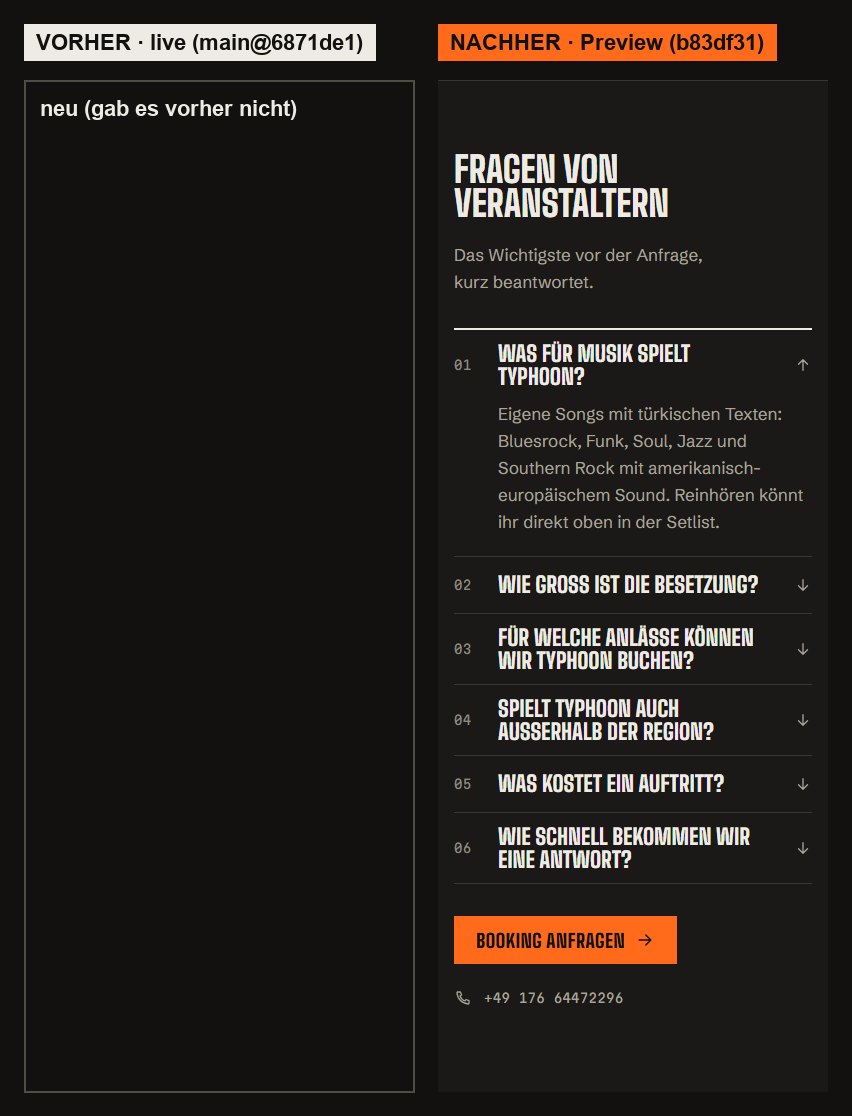 VORHER · live (main@6871de1)
neu (gab es vorher nicht)
NACHHER · Preview (b83df31)
FRAGEN VON
VERANSTALTERN
Das Wichtigste vor der Anfrage,
kurz beantwortet.
01 WAS FÜR MUSIK SPIELT
TYPHOON?
Eigene Songs mit türkischen Texten:
Bluesrock, Funk, Soul, Jazz und
Southern Rock mit amerikanisch-
europäischem Sound. Reinhören könnt
ihr direkt oben in der Setlist.
02 WIE GROSS IST DIE BESETZUNG?
03 FÜR WELCHE ANLÄSSE KÖNNEN
WIR TYPHOON BUCHEN?
04 SPIELT TYPHOON AUCH
AUSSERHALB DER REGION?
05 WAS KOSTET EIN AUFTRITT?
06 WIE SCHNELL BEKOMMEN WIR
EINE ANTWORT?
BOOKING ANFRAGEN →
+49 176 64472296